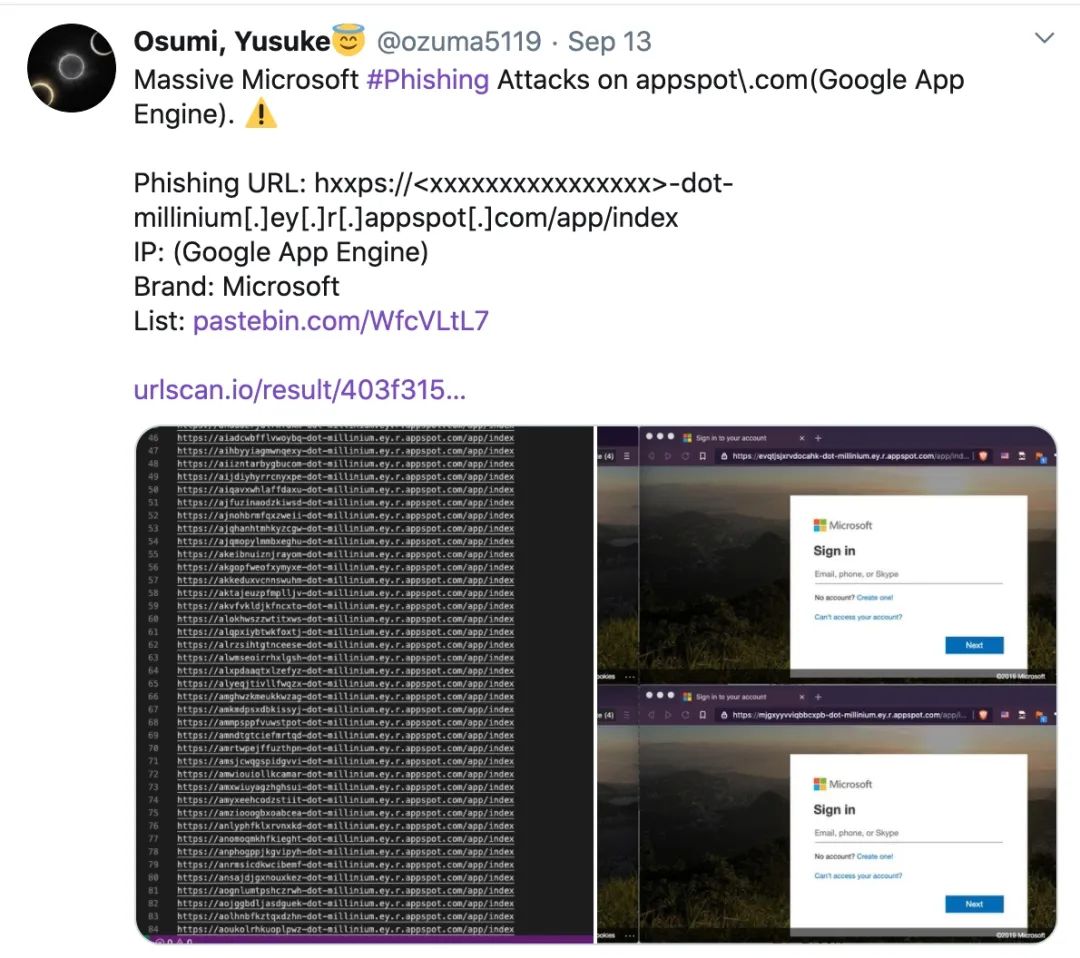 Osumi, Yusuke😇 @ozuma5119 · Sep 13
Massive Microsoft #Phishing Attacks on appspot\.com(Google App
Engine). ⚠️
Phishing URL: hxxps://<xxxxxxxxxxxxxxxx>-dot-
millinium[.]ey[.]r[.]appspot[.]com/app/index
IP: (Google App Engine)
Brand: Microsoft
List: pastebin.com/WfcVLtL7
urlscan.io/result/403f315...
46 https://aiadcwbfflvwoybq-dot-millinium.ey.r.appspot.com/app/index
47 https://aihbyyiagmwnqexy-dot-millinium.ey.r.appspot.com/app/index
48 https://aiizntarbygbucom-dot-millinium.ey.r.appspot.com/app/index
49 https://aijdiyhyrrcnyxpe-dot-millinium.ey.r.appspot.com/app/index
50 https://aiqavxwhlaffdaxu-dot-millinium.ey.r.appspot.com/app/index
51 https://ajfuzinaodzkiwsd-dot-millinium.ey.r.appspot.com/app/index
52 https://ajnohbrmfqxzweii-dot-millinium.ey.r.appspot.com/app/index
53 https://ajqhanhtmhkyzcgw-dot-millinium.ey.r.appspot.com/app/index
54 https://ajqmopylmmbxeghu-dot-millinium.ey.r.appspot.com/app/index
55 https://akeibnuiznjrayom-dot-millinium.ey.r.appspot.com/app/index
56 https://akgopfweofxymyxe-dot-millinium.ey.r.appspot.com/app/index
57 https://akkeduxvcnnswuhm-dot-millinium.ey.r.appspot.com/app/index
58 https://aktajeuzpfmplljv-dot-millinium.ey.r.appspot.com/app/index
59 https://akvfvkldjkfncxto-dot-millinium.ey.r.appspot.com/app/index
60 https://alokhwszzwtitxws-dot-millinium.ey.r.appspot.com/app/index
61 https://alqpxiybtwkfoxtj-dot-millinium.ey.r.appspot.com/app/index
62 https://alrzsihtgtnceese-dot-millinium.ey.r.appspot.com/app/index
63 https://alwmseoirrhxlgsh-dot-millinium.ey.r.appspot.com/app/index
64 https://alxpdaaqtxlzefyz-dot-millinium.ey.r.appspot.com/app/index
65 https://alyeqjtivllfwqzx-dot-millinium.ey.r.appspot.com/app/index
66 https://amghwzkmeukkwzag-dot-millinium.ey.r.appspot.com/app/index
67 https://amkmdpsxdbkissyj-dot-millinium.ey.r.appspot.com/app/index
68 https://ammpsppfvuwstpot-dot-millinium.ey.r.appspot.com/app/index
69 https://amndtgtciefmrtqd-dot-millinium.ey.r.appspot.com/app/index
70 https://amrtwpejffuzthpn-dot-millinium.ey.r.appspot.com/app/index
71 https://amsjcwqgspidgvvi-dot-millinium.ey.r.appspot.com/app/index
72 https://amwiouiollkcamar-dot-millinium.ey.r.appspot.com/app/index
73 https://amxwiuyagzhghsui-dot-millinium.ey.r.appspot.com/app/index
74 https://amyxeehcodzstiit-dot-millinium.ey.r.appspot.com/app/index
75 https://amziooogbxoabcea-dot-millinium.ey.r.appspot.com/app/index
76 https://anlyphfklxrvnxkd-dot-millinium.ey.r.appspot.com/app/index
77 https://anomoqmkhfkieght-dot-millinium.ey.r.appspot.com/app/index
78 https://anphogppjkgvipyh-dot-millinium.ey.r.appspot.com/app/index
79 https://anrmsicdkwcibemf-dot-millinium.ey.r.appspot.com/app/index
80 https://ansajdjgxnouxkez-dot-millinium.ey.r.appspot.com/app/index
81 https://aognlumtpshczrwh-dot-millinium.ey.r.appspot.com/app/index
82 https://aojggbdljasdguek-dot-millinium.ey.r.appspot.com/app/index
83 https://aolhnbfkztqxdzhn-dot-millinium.ey.r.appspot.com/app/index
84 https://aoukolrhkuoplpwz-dot-millinium.ey.r.appspot.com/app/index
Sign in to your account
e (4) https://evqtjsjxrvdocahk-dot-millinium.ey.r.appspot.com/app/ind...
Microsoft
Sign in
Email, phone, or Skype
No account? Create one!
Can't access your account?
Next
ookies
©2019 Microsoft
Sign in to your account
e (4) https://mjgxyyvviqbbcxpb-dot-millinium.ey.r.appspot.com/app/i...
Microsoft
Sign in
Email, phone, or Skype
No account? Create one!
Can't access your account?
Next
ookies
©2019 Microsoft